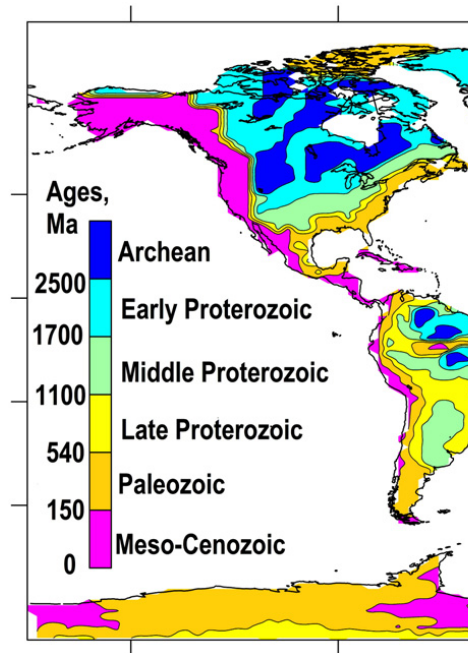 Ages,
Ma
Archean
2500
Early Proterozoic
1700
Middle Proterozoic
1100
Late Proterozoic
540
Paleozoic
150
Meso-Cenozoic
0